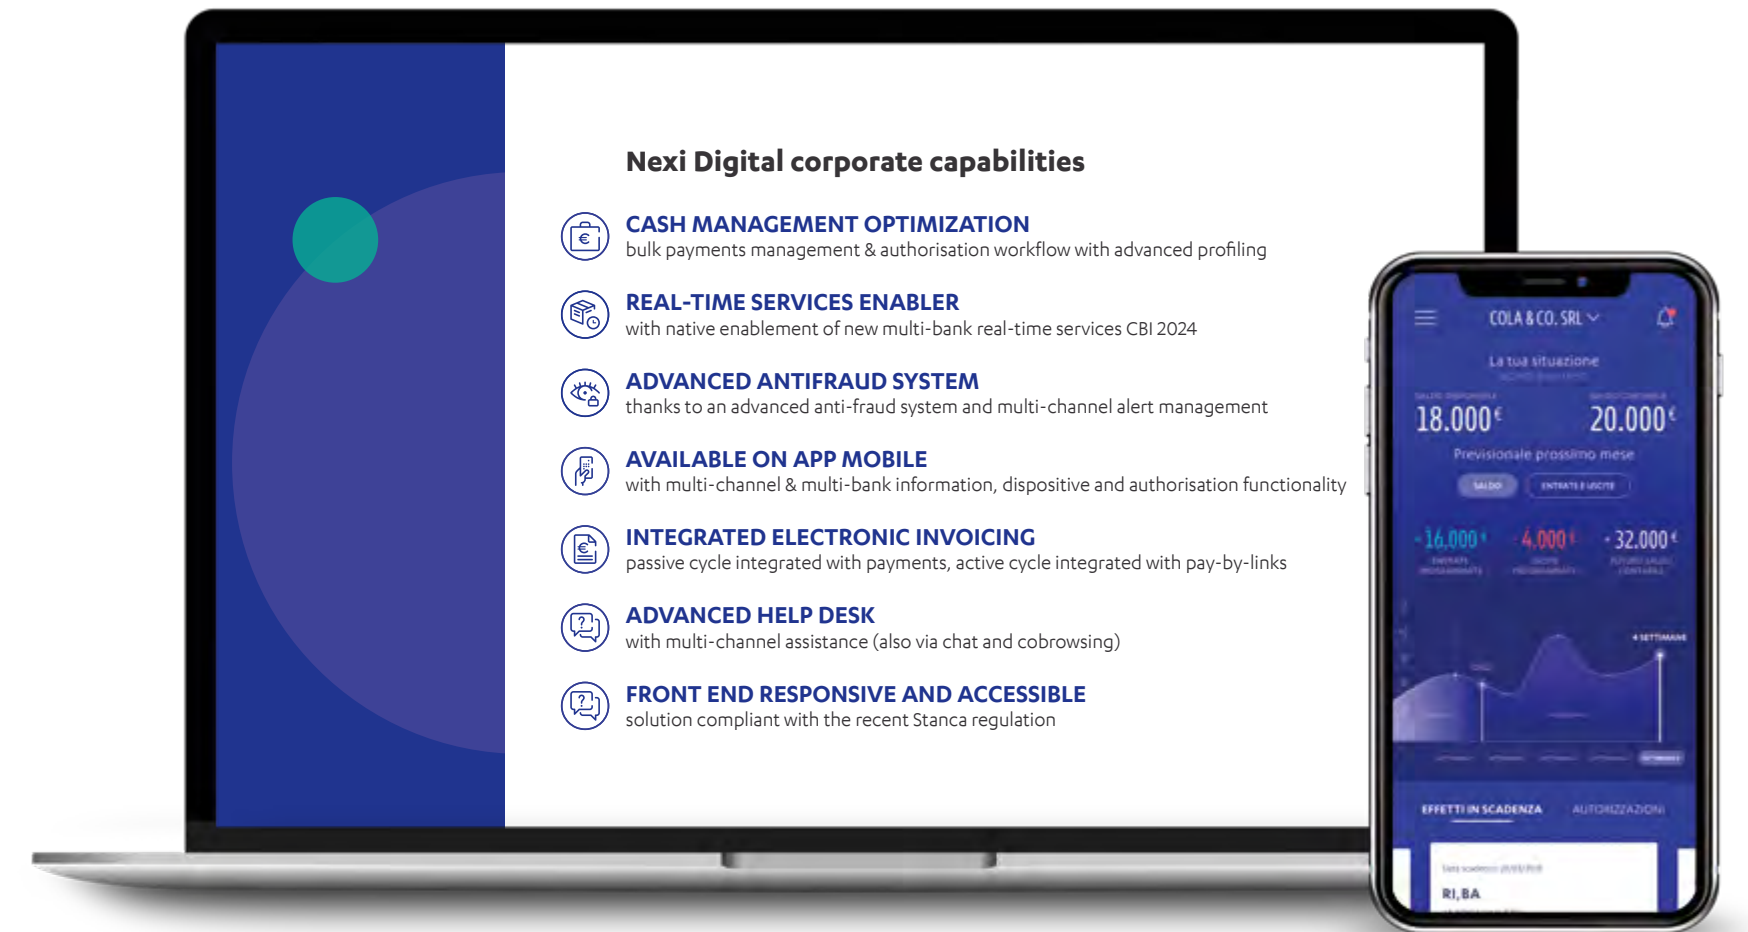 Nexi Digital corporate capabilities
CASH MANAGEMENT OPTIMIZATION
bulk payments management & authorisation workflow with advanced profiling
REAL-TIME SERVICES ENABLER
with native enablement of new multi-bank real-time services CBI 2024
ADVANCED ANTIFRAUD SYSTEM
thanks to an advanced anti-fraud system and multi-channel alert management
AVAILABLE ON APP MOBILE
with multi-channel & multi-bank information, dispositive and authorisation functionality
INTEGRATED ELECTRONIC INVOICING
passive cycle integrated with payments, active cycle integrated with pay-by-links
ADVANCED HELP DESK
with multi-channel assistance (also via chat and cobrowsing)
FRONT END RESPONSIVE AND ACCESSIBLE
solution compliant with the recent Stanca regulation
COLA & CO. SRL
La tua situazione
18.000 € 20.000 €
Previsionale prossimo mese
SALDO ENTRATE E USCITE
16.000 € 4.000 € 32.000 €
4 SETTIMANE
EFFETTI IN SCADENZA AUTORIZZAZIONI
RI.BA